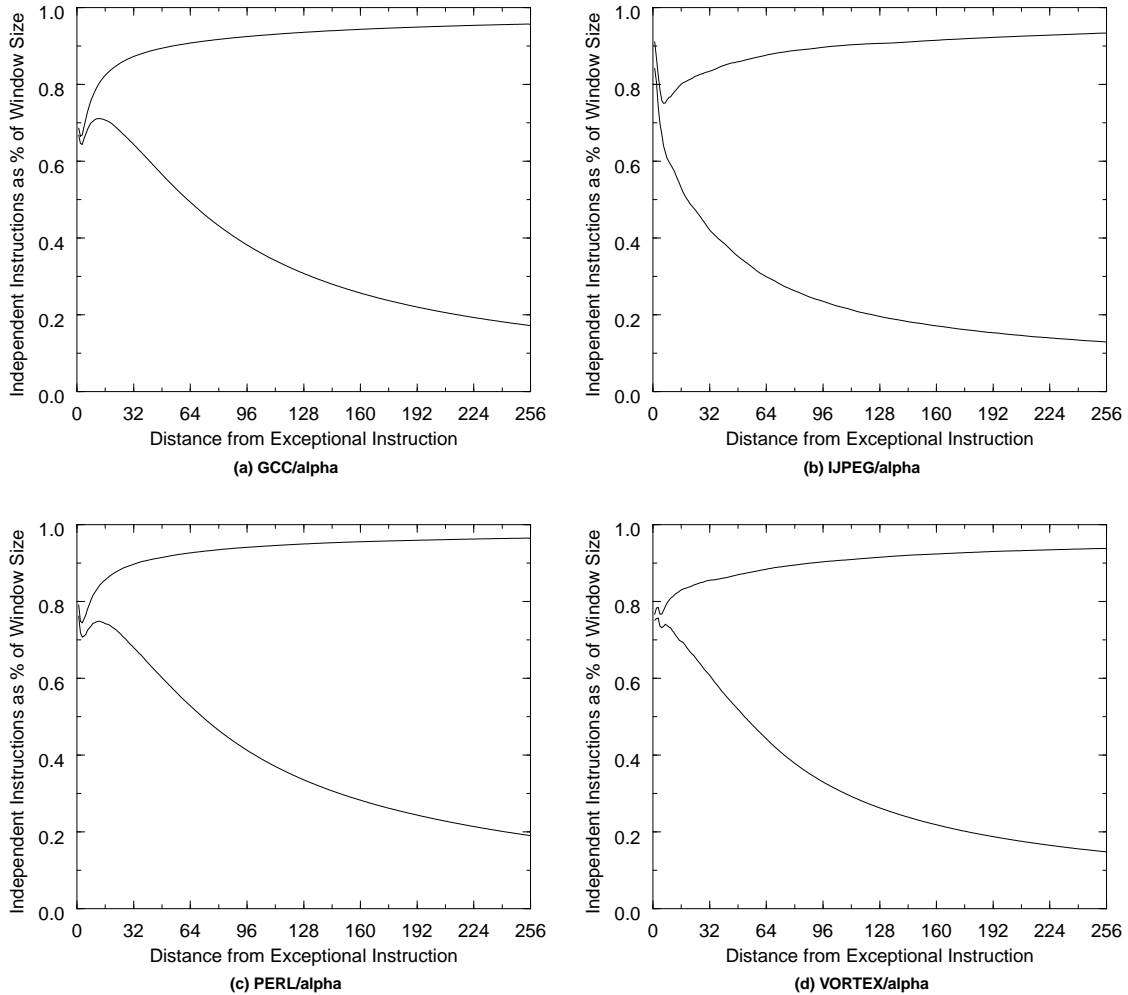 Independent Instructions as % of Window Size
1.0
0.8
0.6
0.4
0.2
0.0
0 32 64 96 128 160 192 224 256
Distance from Exceptional Instruction
(a) GCC/alpha
Independent Instructions as % of Window Size
1.0
0.8
0.6
0.4
0.2
0.0
0 32 64 96 128 160 192 224 256
Distance from Exceptional Instruction
(b) IJPEG/alpha
Independent Instructions as % of Window Size
1.0
0.8
0.6
0.4
0.2
0.0
0 32 64 96 128 160 192 224 256
Distance from Exceptional Instruction
(c) PERL/alpha
Independent Instructions as % of Window Size
1.0
0.8
0.6
0.4
0.2
0.0
0 32 64 96 128 160 192 224 256
Distance from Exceptional Instruction
(d) VORTEX/alpha